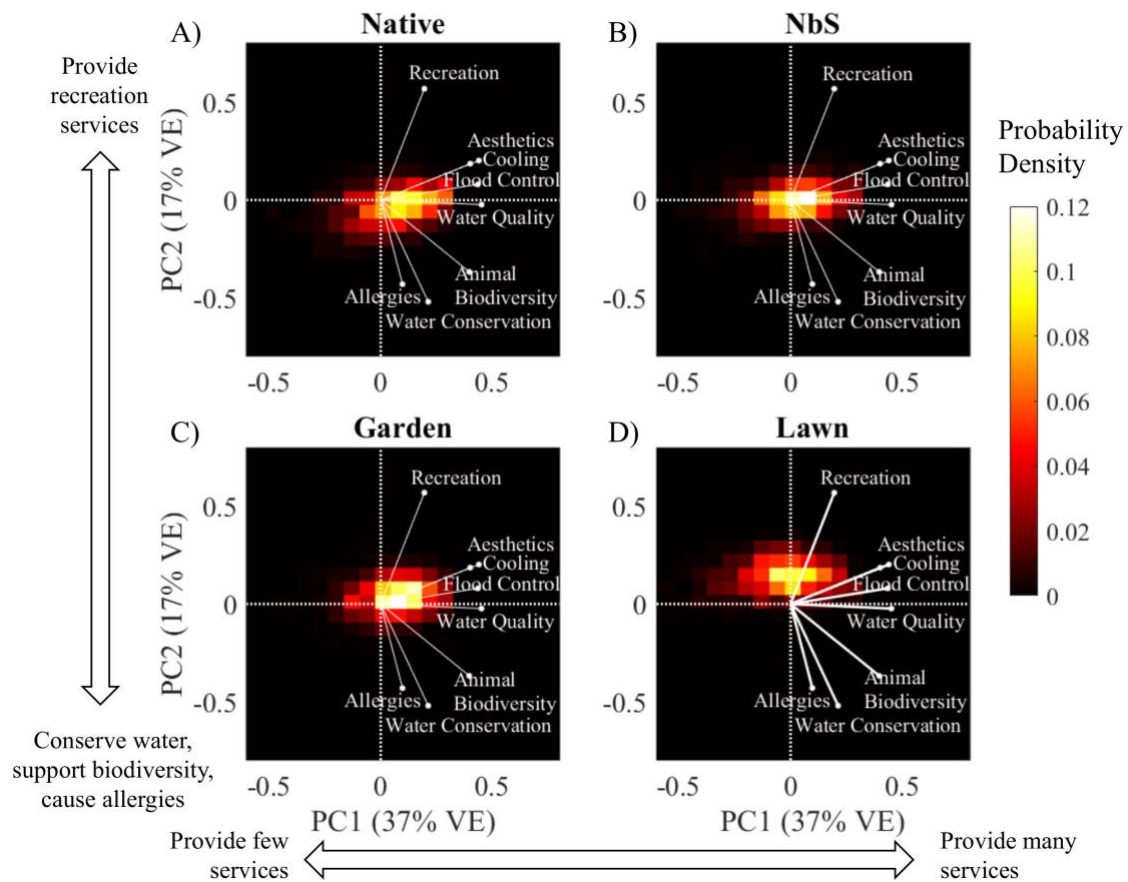 A)
Native
B)
NbS
Provide
recreation
services
PC2 (17% VE)
0.5
0
-0.5
Recreation
Aesthetics
Cooling
Flood Control
Water Quality
Animal
Biodiversity
Allergies
Water Conservation
-0.5
0
0.5
0.5
0
-0.5
Recreation
Aesthetics
Cooling
Flood Control
Water Quality
Animal
Biodiversity
Allergies
Water Conservation
-0.5
0
0.5
Probability
Density
0.12
0.1
0.08
0.06
0.04
0.02
0
C)
Garden
D)
Lawn
PC2 (17% VE)
0.5
0
-0.5
Recreation
Aesthetics
Cooling
Flood Control
Water Quality
Animal
Biodiversity
Allergies
Water Conservation
-0.5
0
0.5
PC1 (37% VE)
0.5
0
-0.5
Recreation
Aesthetics
Cooling
Flood Control
Water Quality
Animal
Biodiversity
Allergies
Water Conservation
-0.5
0
0.5
PC1 (37% VE)
Conserve water,
support biodiversity,
cause allergies
Provide few
services
Provide many
services